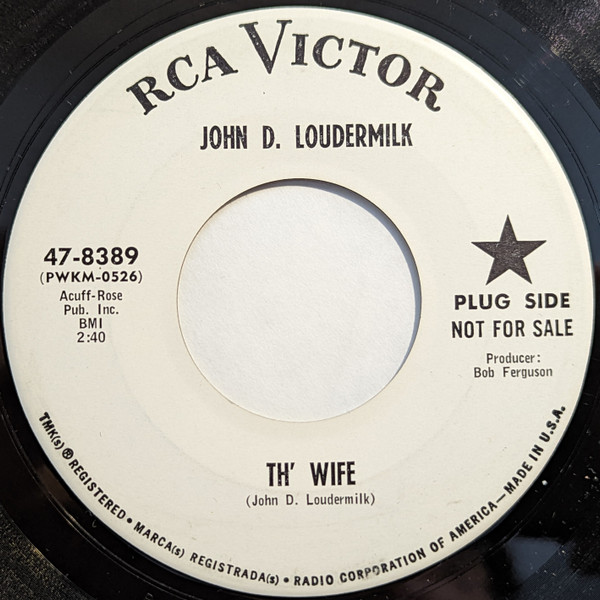 RCA VICTOR
JOHN D. LOUDERMILK
47-8389
(PWKM-0526)
Acuff-Rose
Pub. Inc.
BMI
2:40
PLUG SIDE
NOT FOR SALE
Producer:
Bob Ferguson
TH' WIFE
(John D. Loudermilk)
TMK(s) ® REGISTERED • MARCA(s) REGISTRADA(s) • RADIO CORPORATION OF AMERICA—MADE IN U.S.A.